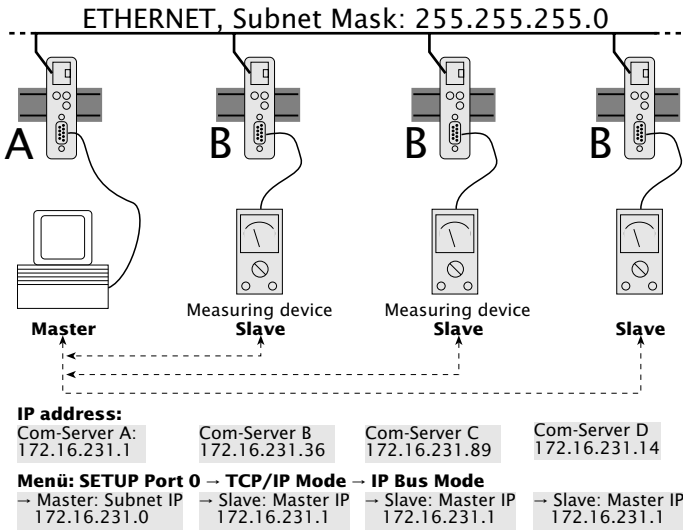 ETHERNET, Subnet Mask: 255.255.255.0
A
B
B
B
Master
Measuring device
Slave
Measuring device
Slave
Slave
IP address:
Com-Server A:
172.16.231.1
Com-Server B
172.16.231.36
Com-Server C
172.16.231.89
Com-Server D
172.16.231.14
Menü: SETUP Port 0 → TCP/IP Mode → IP Bus Mode
→ Master: Subnet IP
172.16.231.0
→ Slave: Master IP
172.16.231.1
→ Slave: Master IP
172.16.231.1
→ Slave: Master IP
172.16.231.1